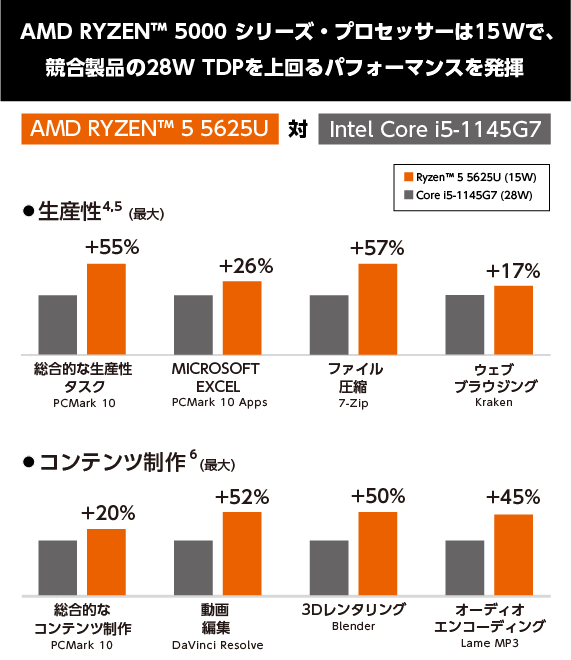 AMD RYZEN™ 5000 シリーズ・プロセッサーは15Wで、
競合製品の28W TDPを上回るパフォーマンスを発揮
AMD RYZEN™ 5 5625U 対 Intel Core i5-1145G7
Ryzen™ 5 5625U (15W)
Core i5-1145G7 (28W)
●生産性4,5 (最大)
+55%
+26%
+57%
+17%
総合的な生産性
タスク
PCMark 10
MICROSOFT
EXCEL
PCMark 10 Apps
ファイル
圧縮
7-Zip
ウェブ
ブラウジング
Kraken
●コンテンツ制作6 (最大)
+20%
+52%
+50%
+45%
総合的な
コンテンツ制作
PCMark 10
動画
編集
DaVinci Resolve
3Dレンタリング
Blender
オーディオ
エンコーディング
Lame MP3